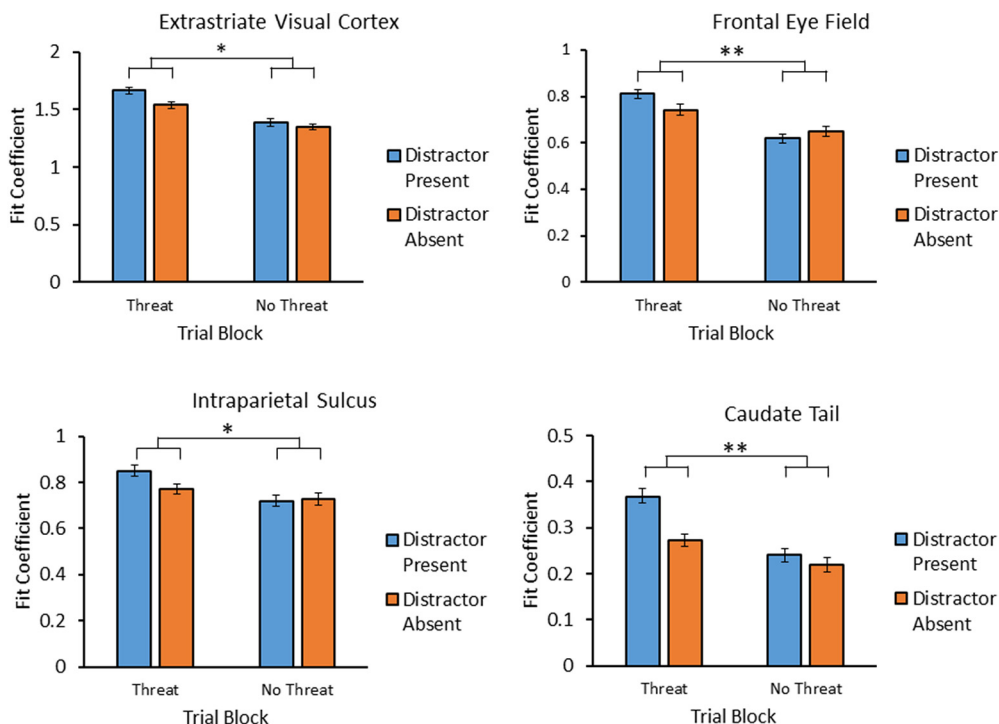 Extrastriate Visual Cortex
*
2
1.5
1
0.5
0
Fit Coefficient
Threat
No Threat
Trial Block
Distractor
Present
Distractor
Absent
Frontal Eye Field
**
1
0.8
0.6
0.4
0.2
0
Fit Coefficient
Threat
No Threat
Trial Block
Distractor
Present
Distractor
Absent
Intraparietal Sulcus
*
1
0.8
0.6
0.4
0.2
0
Fit Coefficient
Threat
No Threat
Trial Block
Distractor
Present
Distractor
Absent
Caudate Tail
**
0.5
0.4
0.3
0.2
0.1
0
Fit Coefficient
Threat
No Threat
Trial Block
Distractor
Present
Distractor
Absent